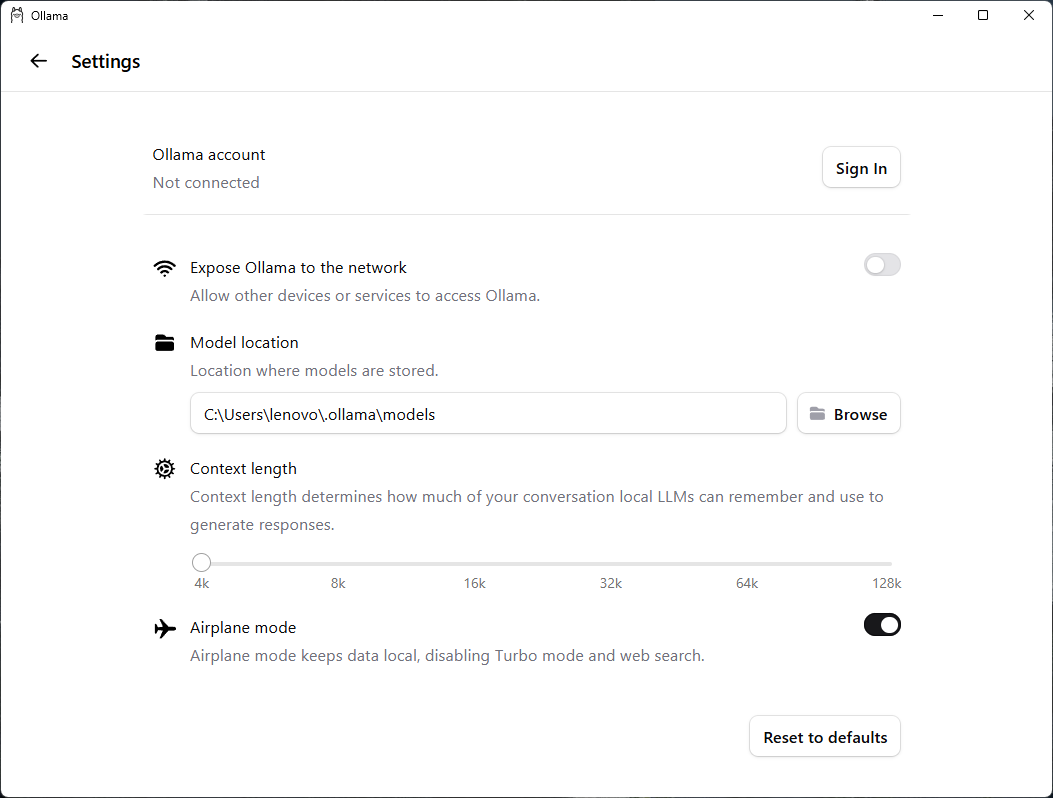 Ollama
Settings
Ollama account
Not connected
Sign In
Expose Ollama to the network
Allow other devices or services to access Ollama.
Model location
Location where models are stored.
C:\Users\lenovo\.ollama\models
Browse
Context length
Context length determines how much of your conversation local LLMs can remember and use to
generate responses.
4k 8k 16k 32k 64k 128k
Airplane mode
Airplane mode keeps data local, disabling Turbo mode and web search.
Reset to defaults